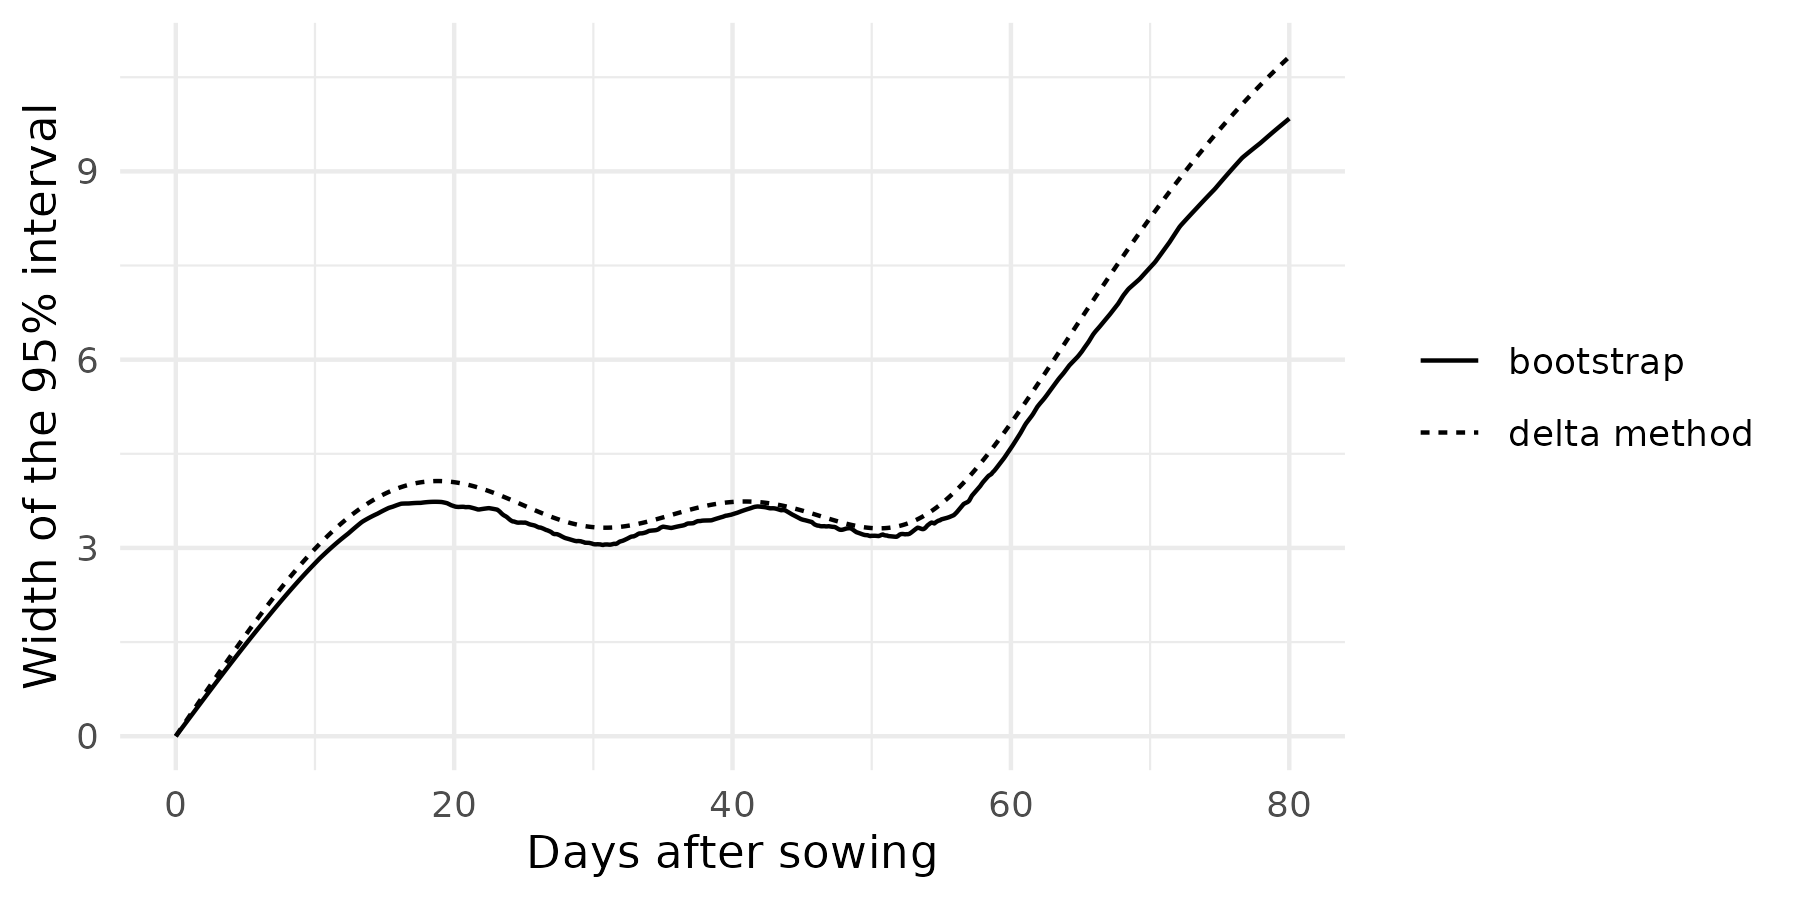 Width of the 95% interval
9
6
3
0
0 20 40 60 80
Days after sowing
bootstrap
delta method